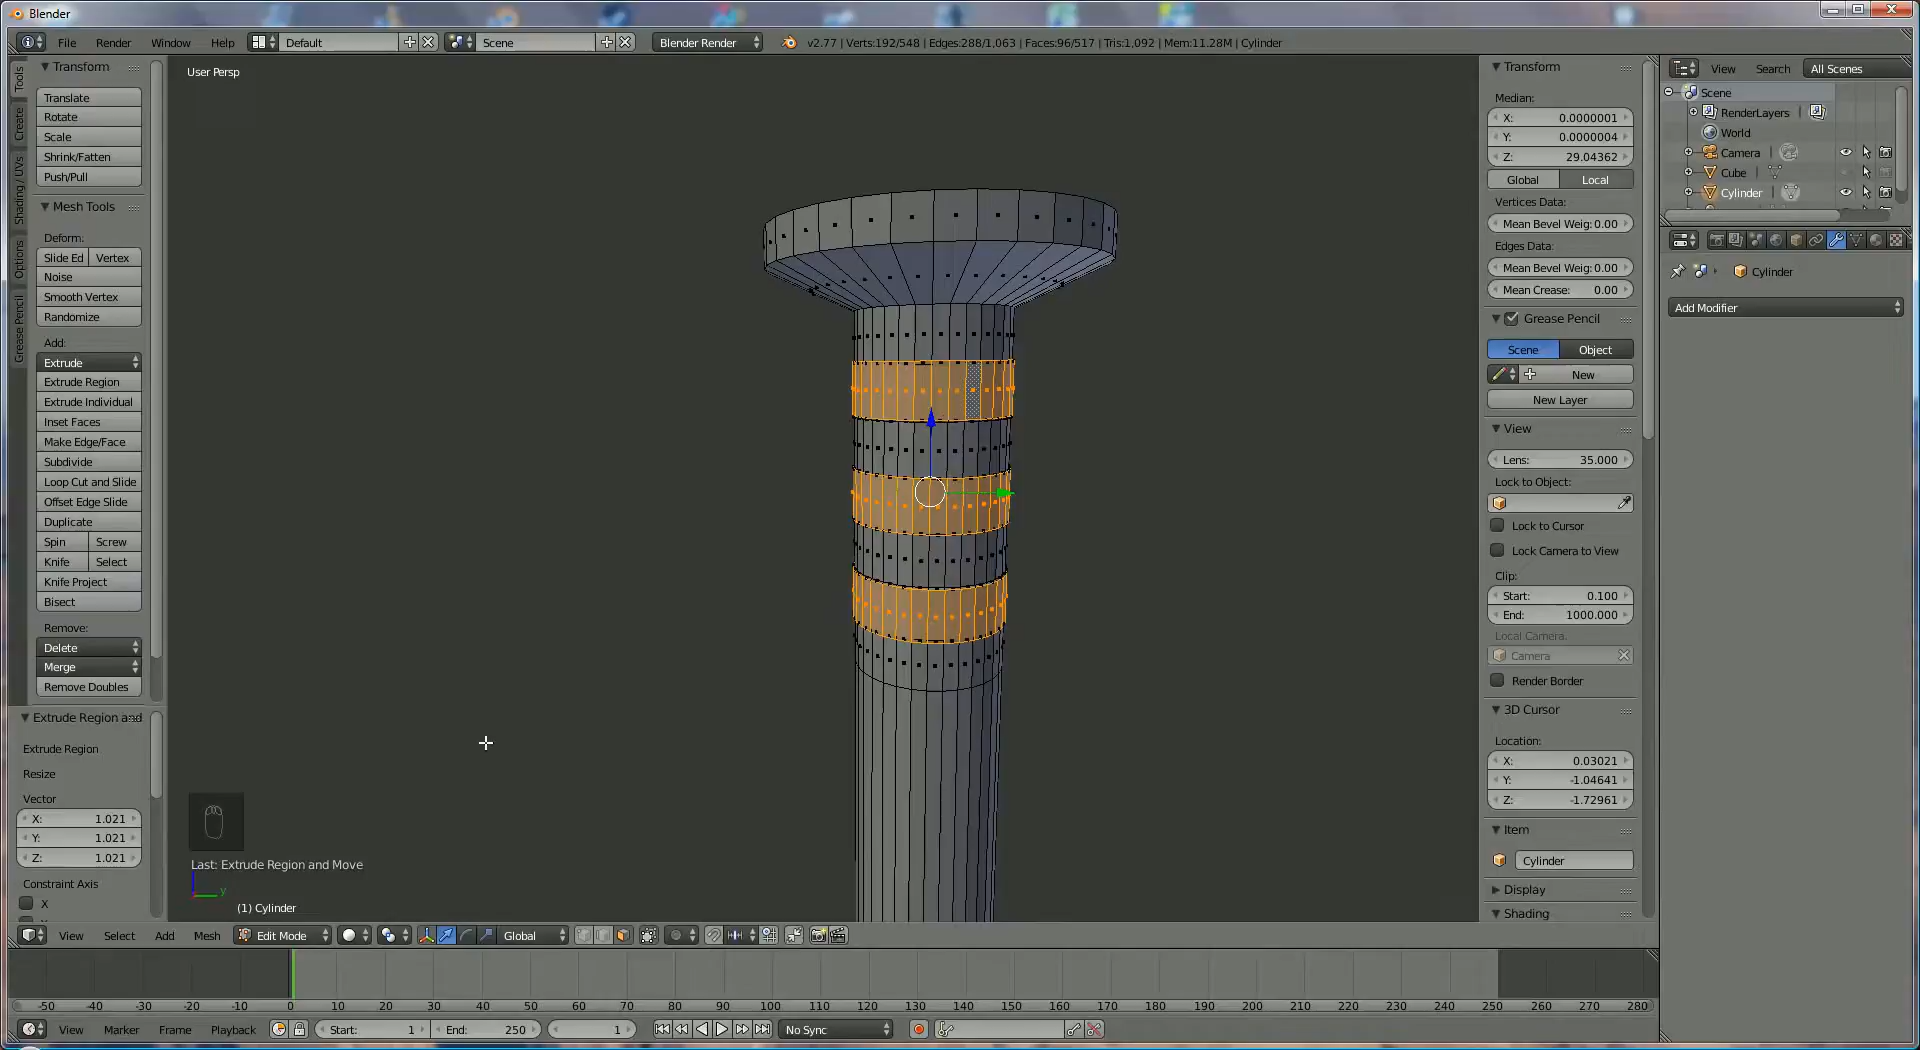 Blender
File Render Window Help Default Scene Blender Render v2.77 | Verts:192/548 | Edges:288/1,063 | Faces:96/517 | Tris:1,092 | Mem:11.28M | Cylinder
Tools
Create
Shading / UVs
Options
Grease Pencil
Transform
Translate
Rotate
Scale
Shrink/Fatten
Push/Pull
Mesh Tools
Deform:
Slide Ed Vertex
Noise
Smooth Vertex
Randomize
Add:
Extrude
Extrude Region
Extrude Individual
Inset Faces
Make Edge/Face
Subdivide
Loop Cut and Slide
Offset Edge Slide
Duplicate
Spin Screw
Knife Select
Knife Project
Bisect
Remove:
Delete
Merge
Remove Doubles
Extrude Region and
Extrude Region
Resize
Vector
X: 1.021
Y: 1.021
Z: 1.021
Constraint Axis
X
User Persp
Last: Extrude Region and Move
y
(1) Cylinder
Transform
Median:
X: 0.0000001
Y: 0.0000004
Z: 29.04362
Global Local
Vertices Data:
Mean Bevel Weig: 0.00
Edges Data:
Mean Bevel Weig: 0.00
Mean Crease: 0.00
Grease Pencil
Scene Object
New
New Layer
View
Lens: 35.000
Lock to Object:
Lock to Cursor
Lock Camera to View
Clip:
Start: 0.100
End: 1000.000
Local Camera:
Camera
Render Border
3D Cursor
Location:
X: 0.03021
Y: -1.04641
Z: -1.72961
Item
Cylinder
Display
Shading
View Search All Scenes
Scene
RenderLayers
World
Camera
Cube
Cylinder
Cylinder
Add Modifier
View Select Add Mesh Edit Mode Global
-50 -40 -30 -20 -10 0 10 20 30 40 50 60 70 80 90 100 110 120 130 140 150 160 170 180 190 200 210 220 230 240 250 260 270 280
View Marker Frame Playback Start: 1 End: 250 1 No Sync